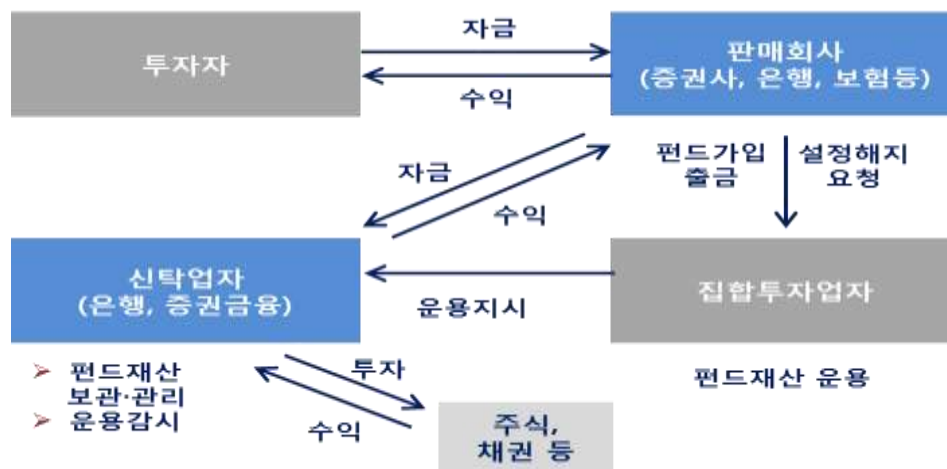 자금
투자자
판매회사
(증권사, 은행, 보험등)
수익
펀드가입
출금
설정해지
요청
자금
수익
신탁업자
(은행, 증권금융)
운용지시
집합투자업자
➢ 펀드재산
보관·관리
➢ 운용감시
투자
수익
펀드재산 운용
주식,
채권 등